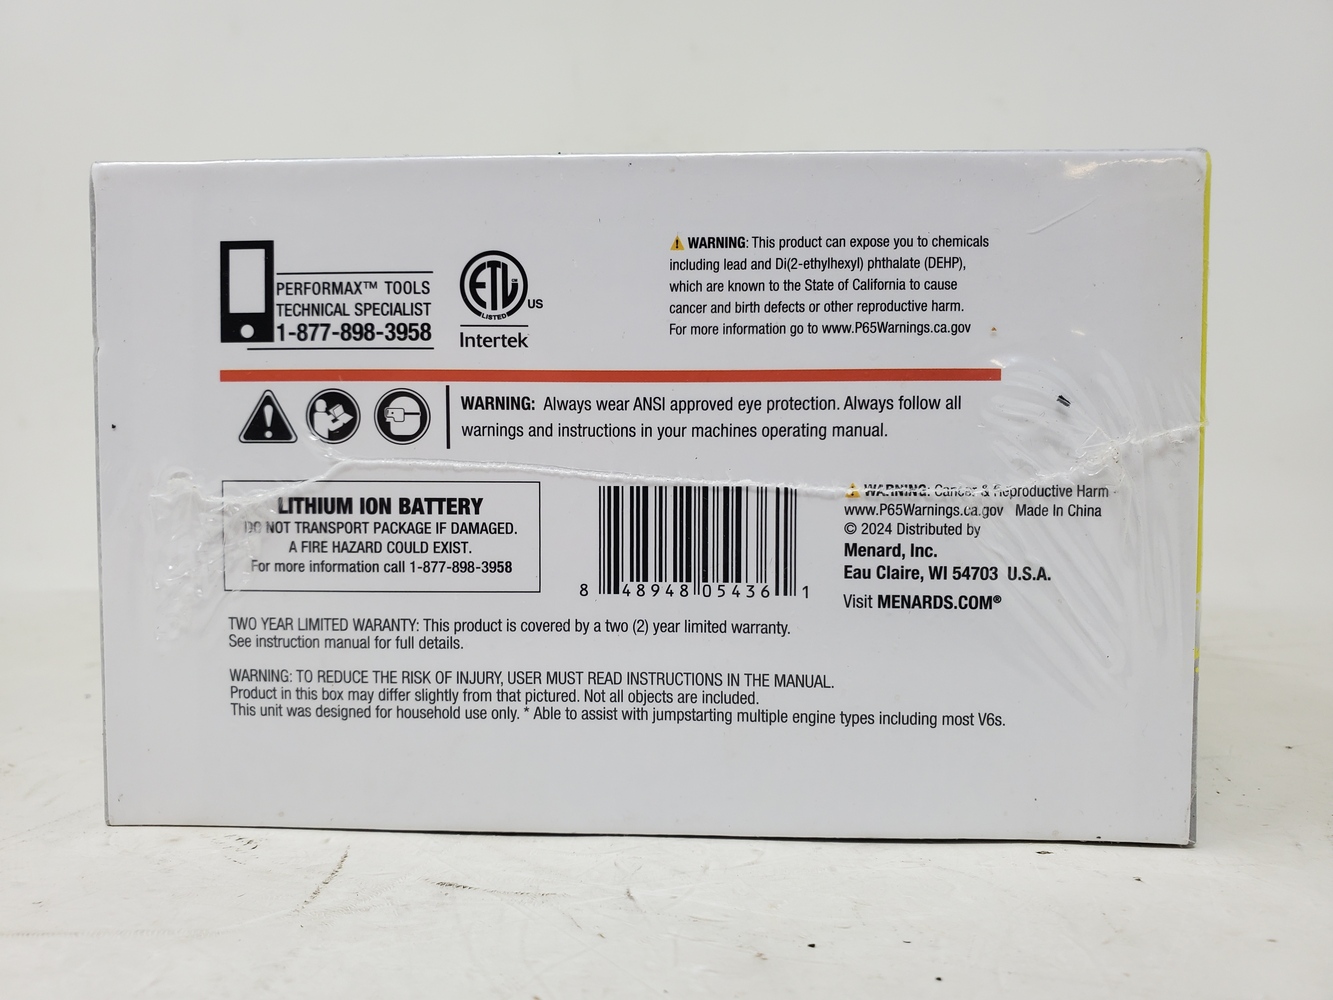 PERFORMAX™ TOOLS
TECHNICAL SPECIALIST
1-877-898-3958
ETL
CM
LISTED
US
Intertek
WARNING: This product can expose you to chemicals
including lead and Di(2-ethylhexyl) phthalate (DEHP),
which are known to the State of California to cause
cancer and birth defects or other reproductive harm.
For more information go to www.P65Warnings.ca.gov
WARNING: Always wear ANSI approved eye protection. Always follow all
warnings and instructions in your machines operating manual.
LITHIUM ION BATTERY
DO NOT TRANSPORT PACKAGE IF DAMAGED.
A FIRE HAZARD COULD EXIST.
For more information call 1-877-898-3958
8 48948 05436 1
WARNING: Cancer & Reproductive Harm -
www.P65Warnings.ca.gov Made In China
© 2024 Distributed by
Menard, Inc.
Eau Claire, WI 54703 U.S.A.
Visit MENARDS.COM®
TWO YEAR LIMITED WARANTY: This product is covered by a two (2) year limited warranty.
See instruction manual for full details.
WARNING: TO REDUCE THE RISK OF INJURY, USER MUST READ INSTRUCTIONS IN THE MANUAL.
Product in this box may differ slightly from that pictured. Not all objects are included.
This unit was designed for household use only. * Able to assist with jumpstarting multiple engine types including most V6s.